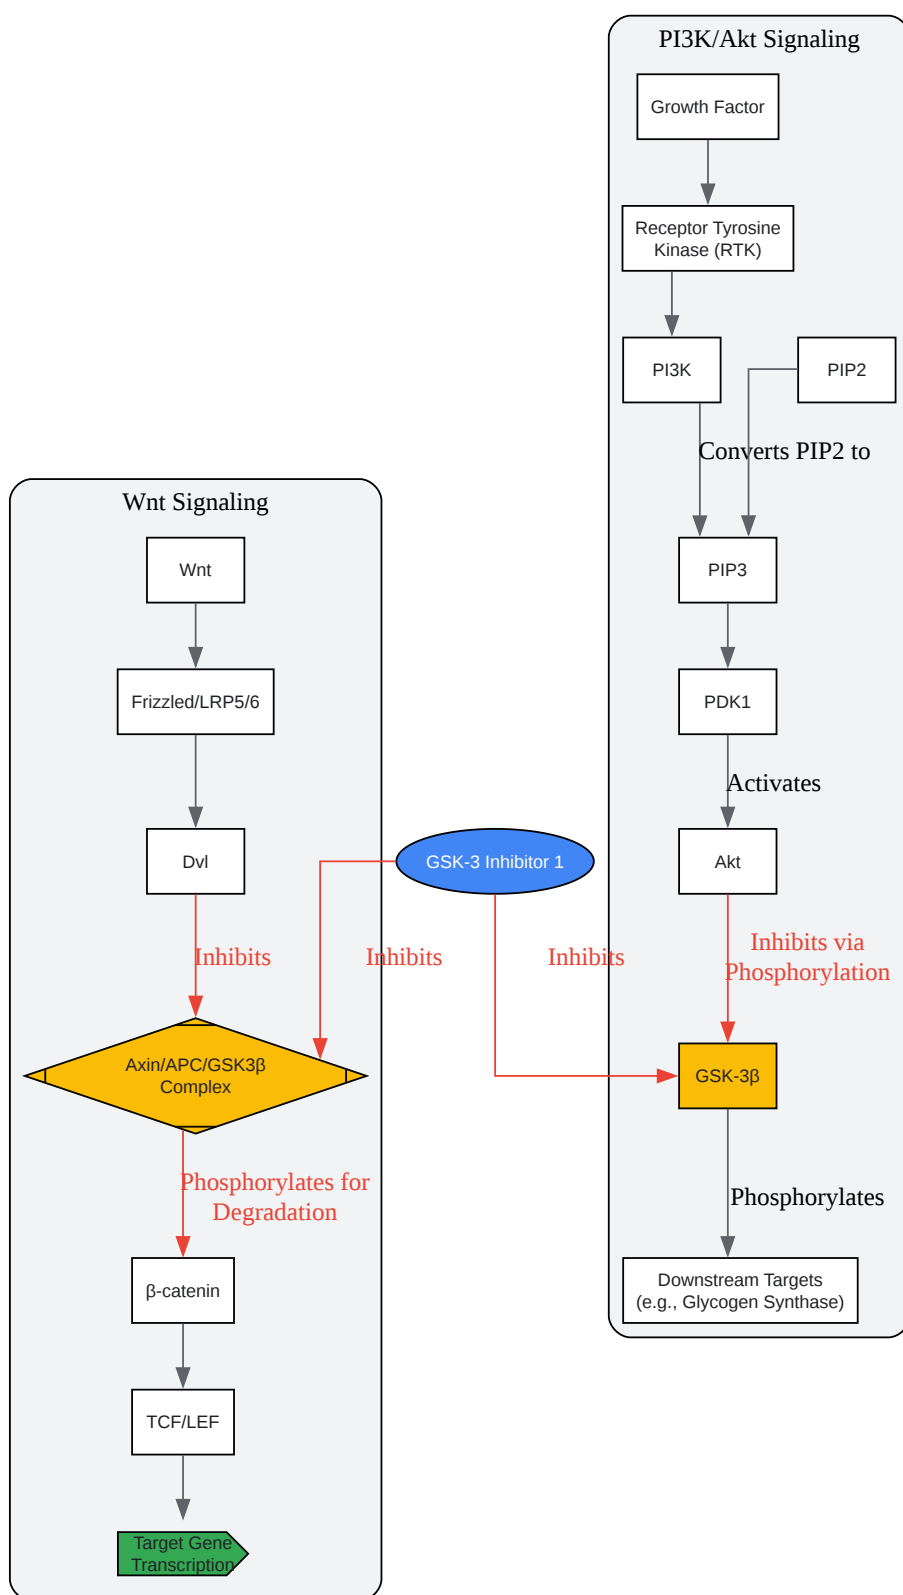 PI3K/Akt Signaling
Growth Factor
Receptor Tyrosine
Kinase (RTK)
PI3K
PIP2
Converts PIP2 to
PIP3
PDK1
Activates
Akt
Inhibits via
Phosphorylation
GSK-3β
Phosphorylates
Downstream Targets
(e.g., Glycogen Synthase)
GSK-3 Inhibitor 1
Inhibits
Inhibits
Wnt Signaling
Wnt
Frizzled/LRP5/6
Dvl
Inhibits
Axin/APC/GSK3β
Complex
Phosphorylates for
Degradation
β-catenin
TCF/LEF
Target Gene
Transcription